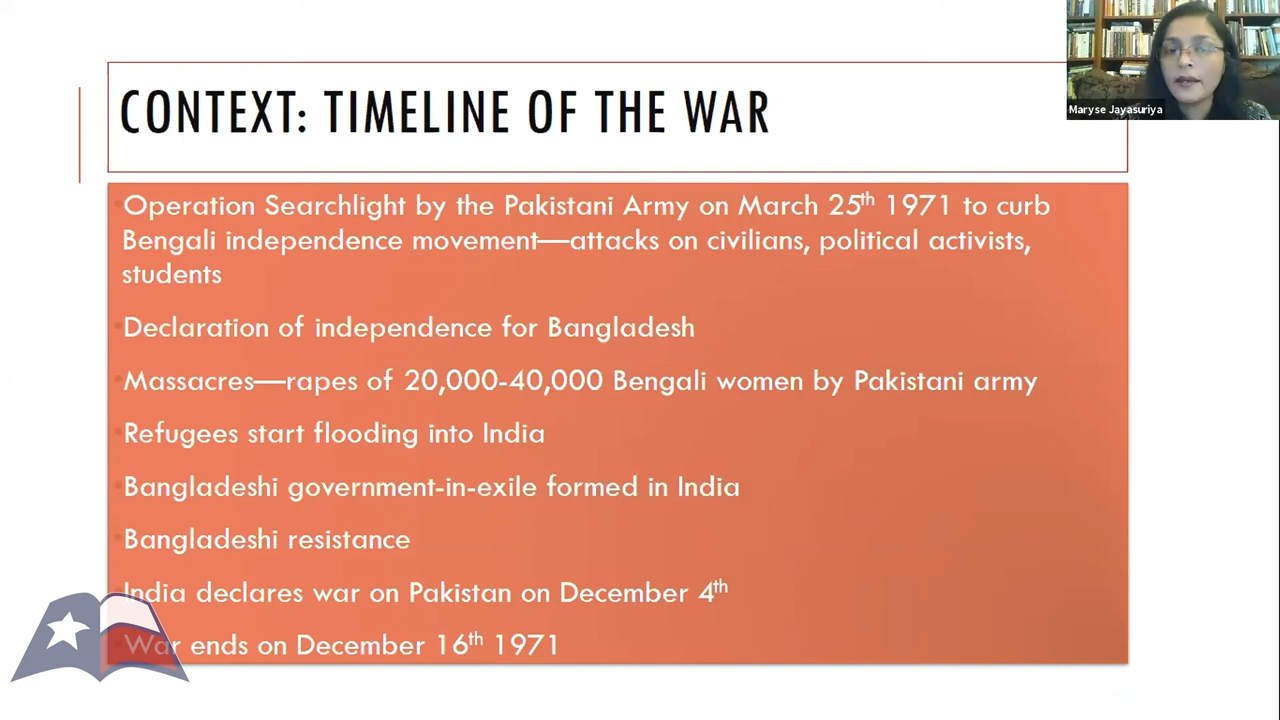 Maryse Jayasuriya
CONTEXT: TIMELINE OF THE WAR
Operation Searchlight by the Pakistani Army on March 25th 1971 to curb
Bengali independence movement—attacks on civilians, political activists,
students
Declaration of independence for Bangladesh
Massacres—rapes of 20,000-40,000 Bengali women by Pakistani army
Refugees start flooding into India
Bangladeshi government-in-exile formed in India
Bangladeshi resistance
India declares war on Pakistan on December 4th
War ends on December 16th 1971